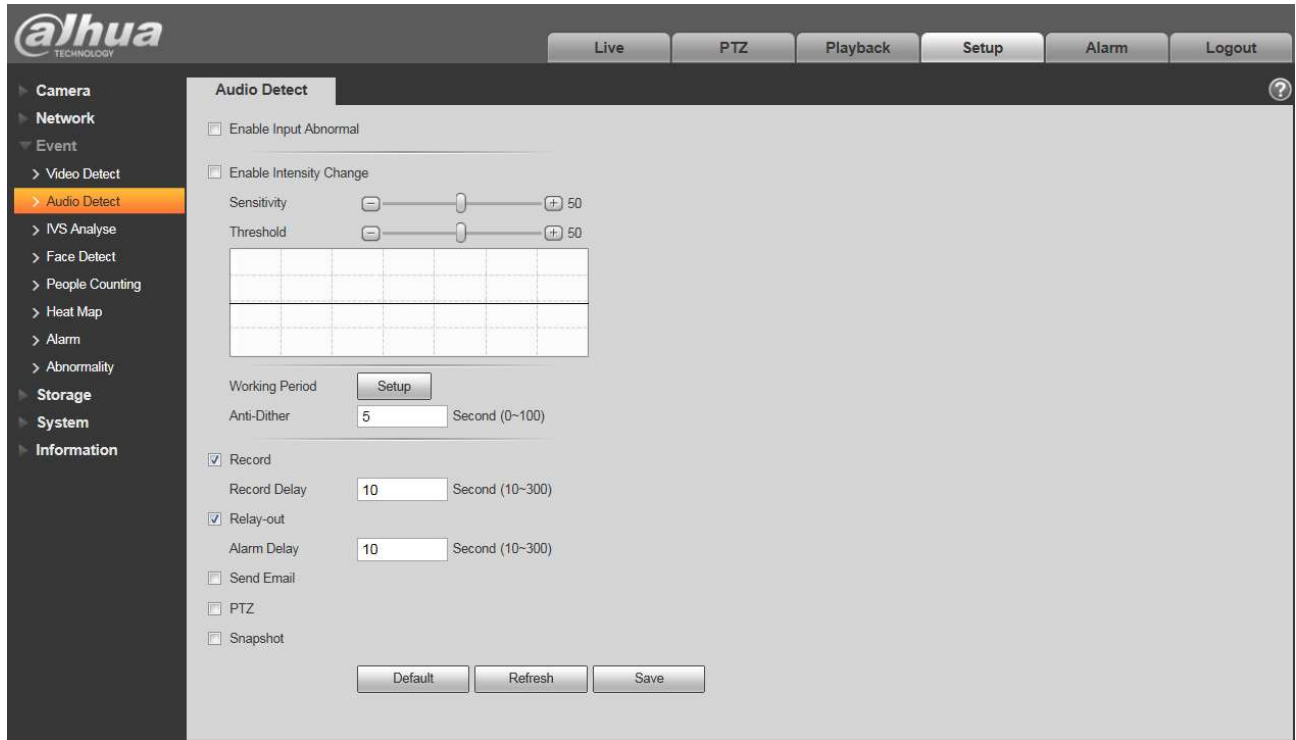 alhua
TECHNOLOGY
Live PTZ Playback Setup Alarm Logout
Camera
Network
Event
Video Detect
Audio Detect
IVS Analyse
Face Detect
People Counting
Heat Map
Alarm
Abnormality
Storage
System
Information
Audio Detect ?
Enable Input Abnormal
Enable Intensity Change
Sensitivity 50
Threshold 50
Working Period Setup
Anti-Dither 5 Second (0~100)
Record
Record Delay 10 Second (10~300)
Relay-out
Alarm Delay 10 Second (10~300)
Send Email
PTZ
Snapshot
Default Refresh Save